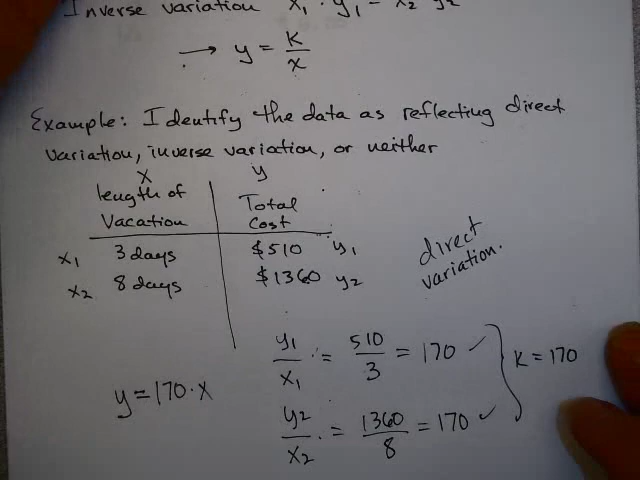 Inverse variation x₁ · y₁ = x₂ y₂
→ y = K/x
Example: Identify the data as reflecting direct
variation, inverse variation, or neither
x y
length of Vacation | Total Cost
x₁ 3 days | $510 y₁
x₂ 8 days | $1360 y₂
direct variation.
y₁/x₁ = 510/3 = 170 ✓
K = 170
y = 170 · x
y₂/x₂ = 1360/8 = 170 ✓